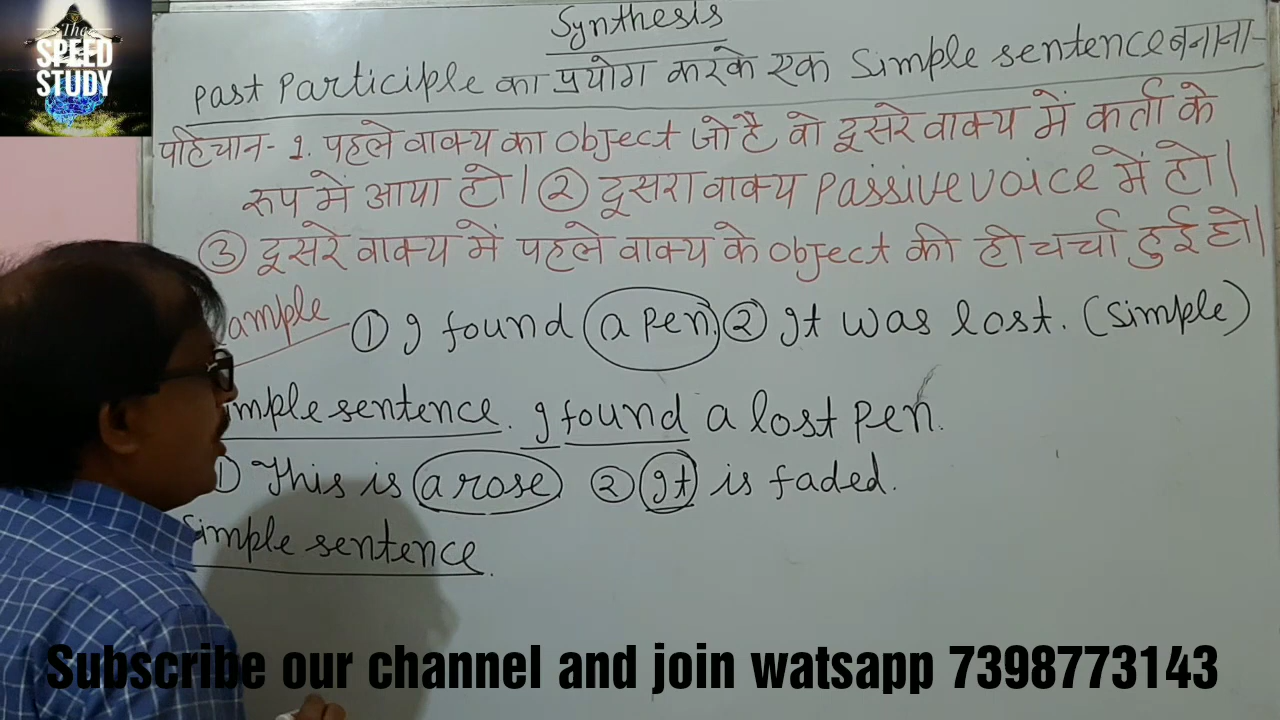 The
SPEED
STUDY
Synthesis
Past Participle का प्रयोग करके एक Simple sentence बनाना-
पहिचान- 1. पहले वाक्य का object जो है वो दूसरे वाक्य में कर्ता के
रूप में आया हो। ② दूसरा वाक्य Passive voice में हो।
③ दूसरे वाक्य में पहले वाक्य के object की ही चर्चा हुई हो।
ample ① I found a pen. ② It was lost. (Simple)
imple sentence. I found a lost pen.
① This is a rose ② It is faded.
Simple sentence.
Subscribe our channel and join watsapp 7398773143